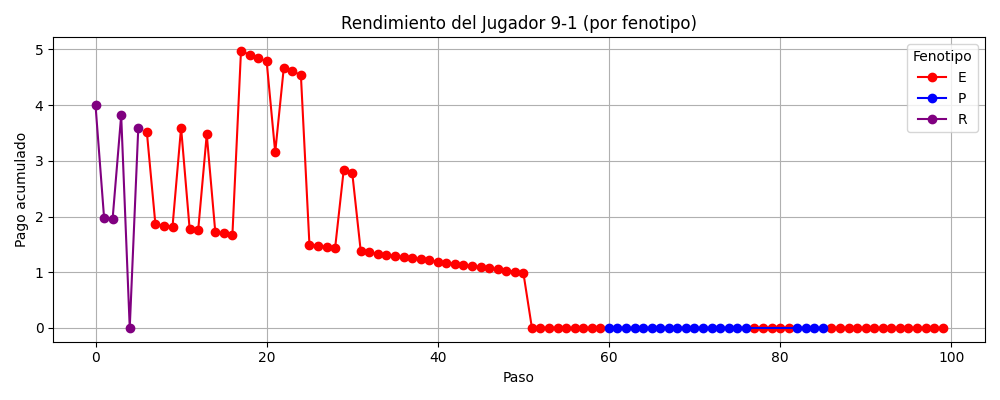 Rendimiento del Jugador 9-1 (por fenotipo)
Pago acumulado
5
4
3
2
1
0
0
20
40
60
80
100
Paso
Fenotipo
E
P
R